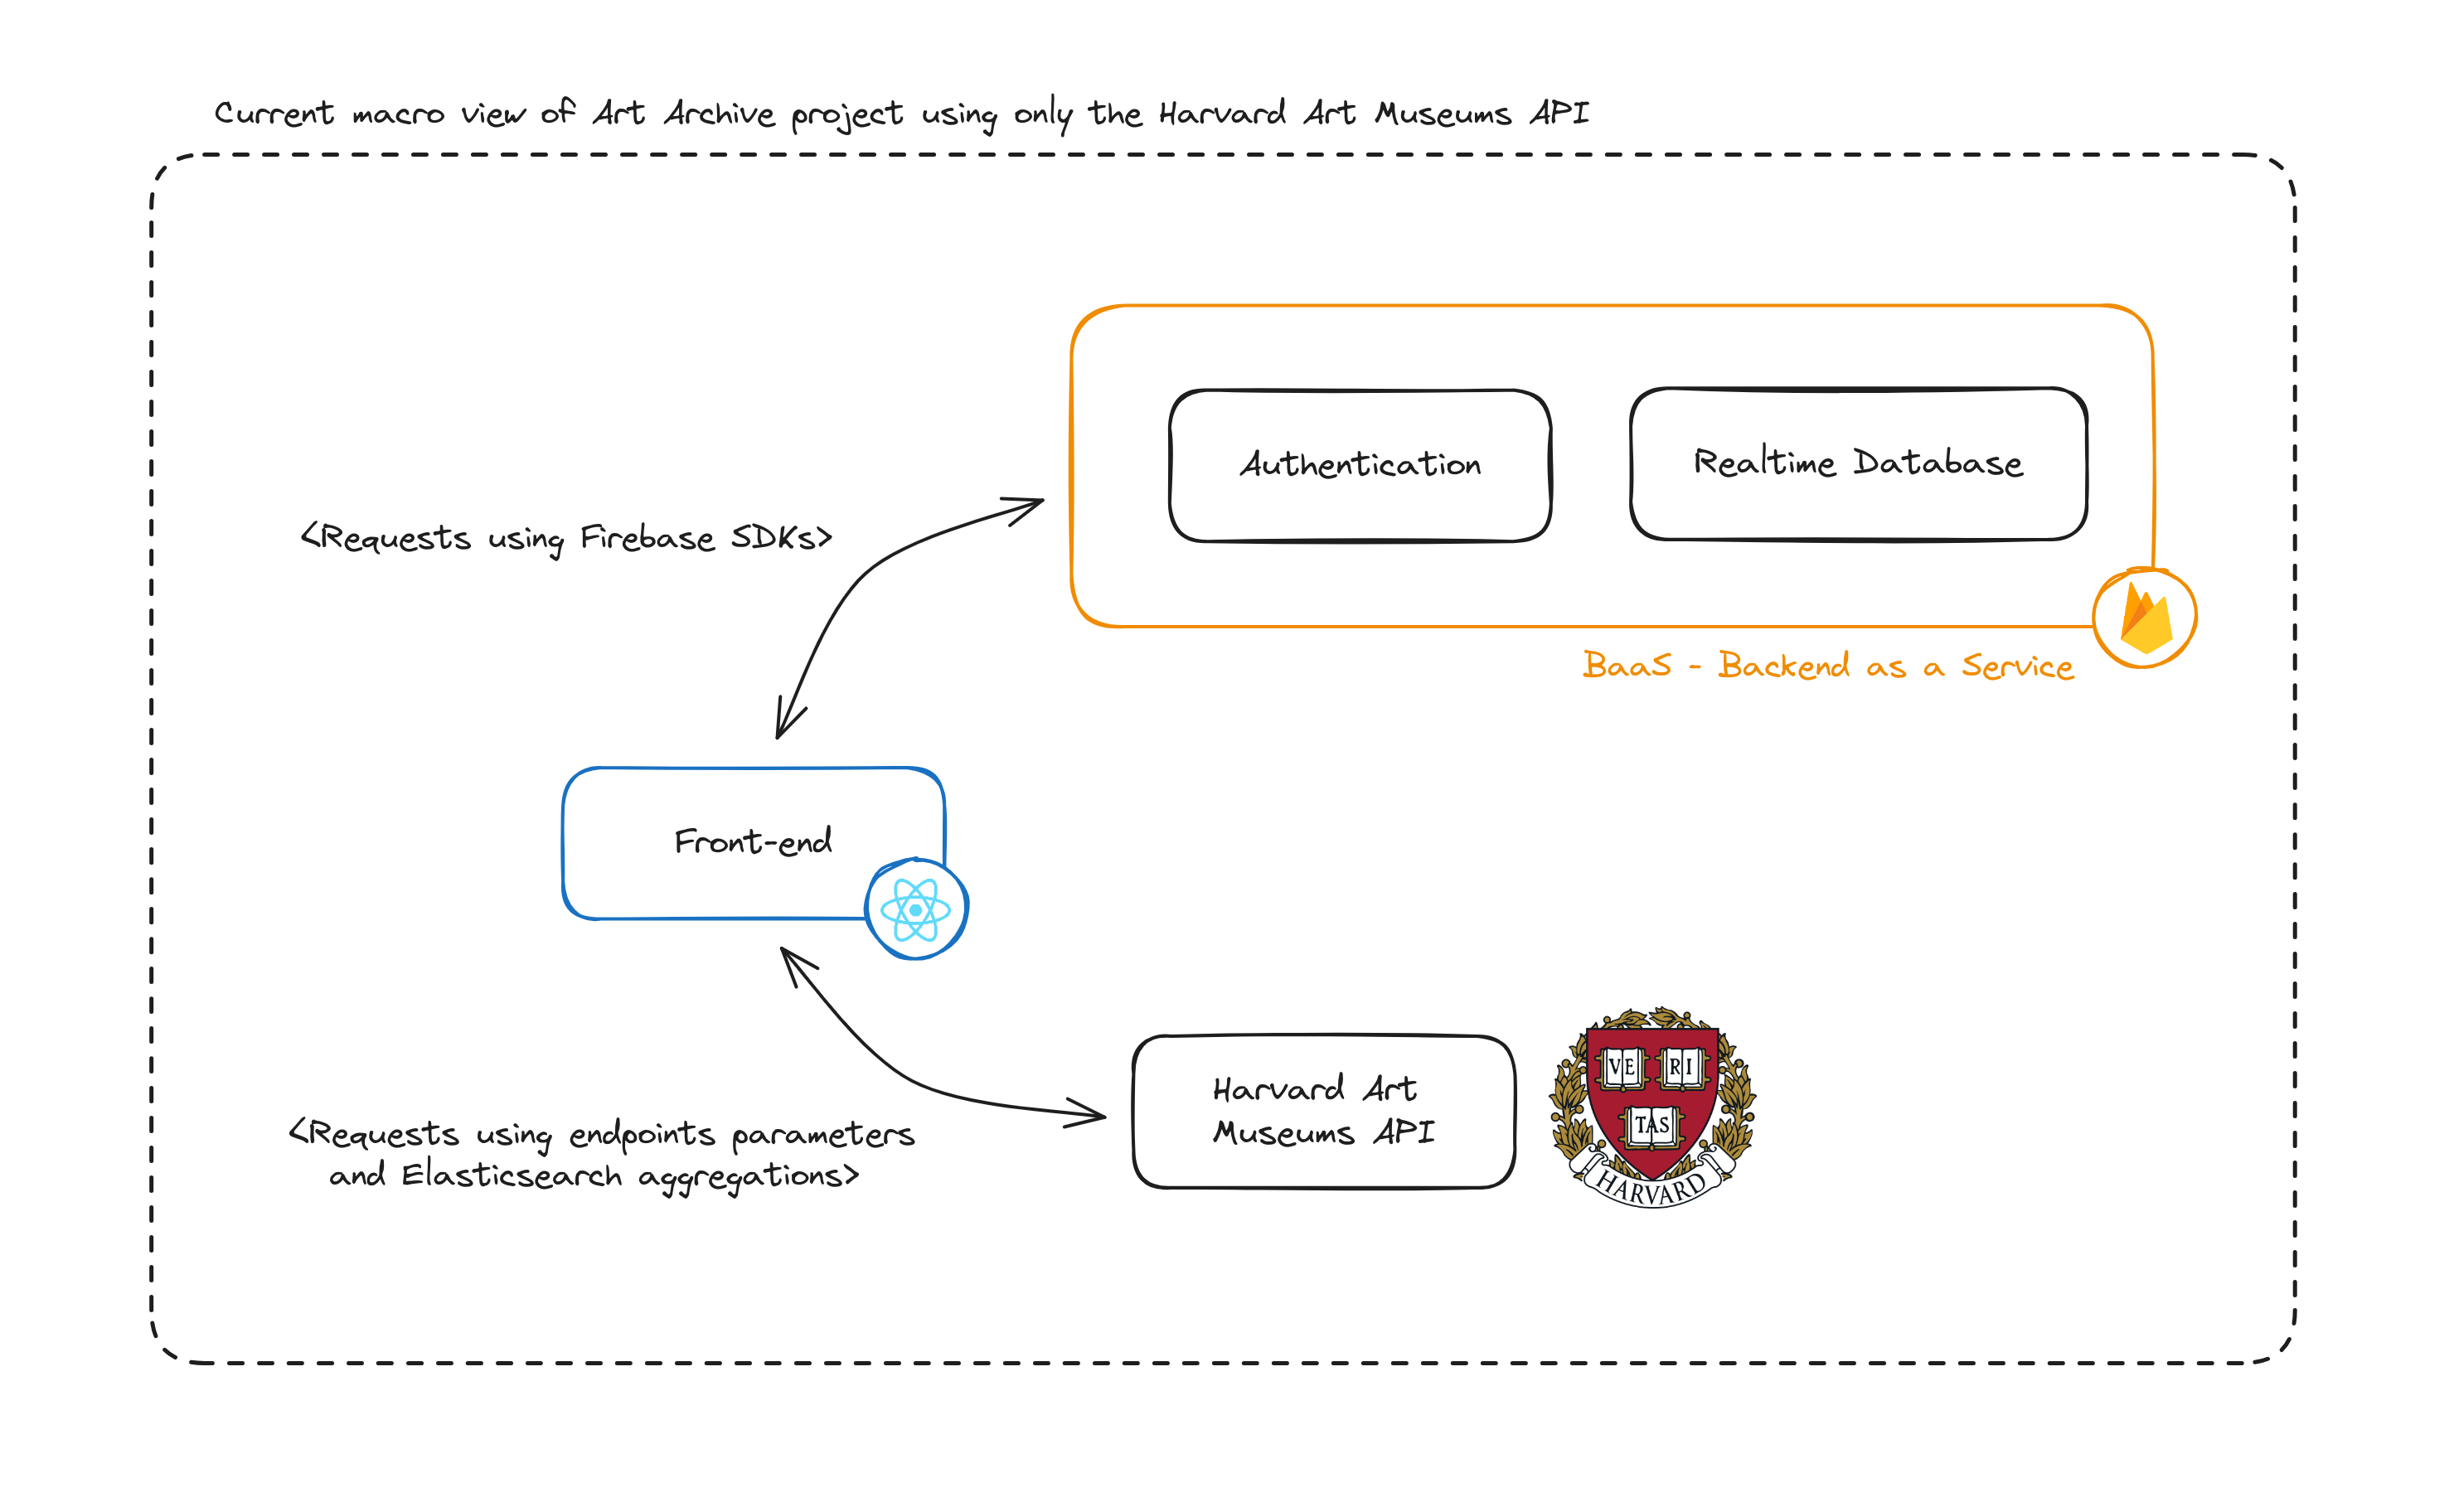 Current macro view of Art Archive project using only the Harvard Art Museums API
Authentication
Realtime Database
<Requests using Firebase SDKs>
BaaS - Backend as a Service
Front-end
Harvard Art
Museums API
VE RI
TAS
HARVARD
<Requests using endpoints parameters
and Elasticsearch aggreations>